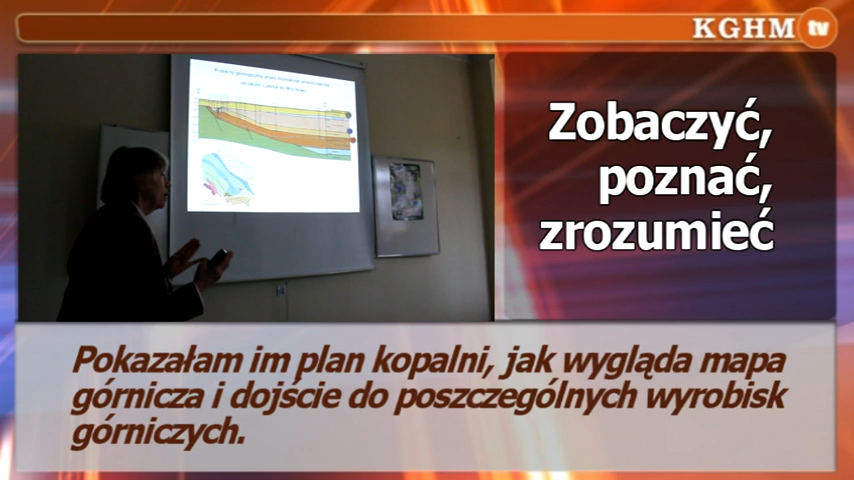 KGHM tv
Zobaczyć,
poznać,
zrozumieć
Pokazałam im plan kopalni, jak wygląda mapa
górnicza i dojście do poszczególnych wyrobisk
górniczych.